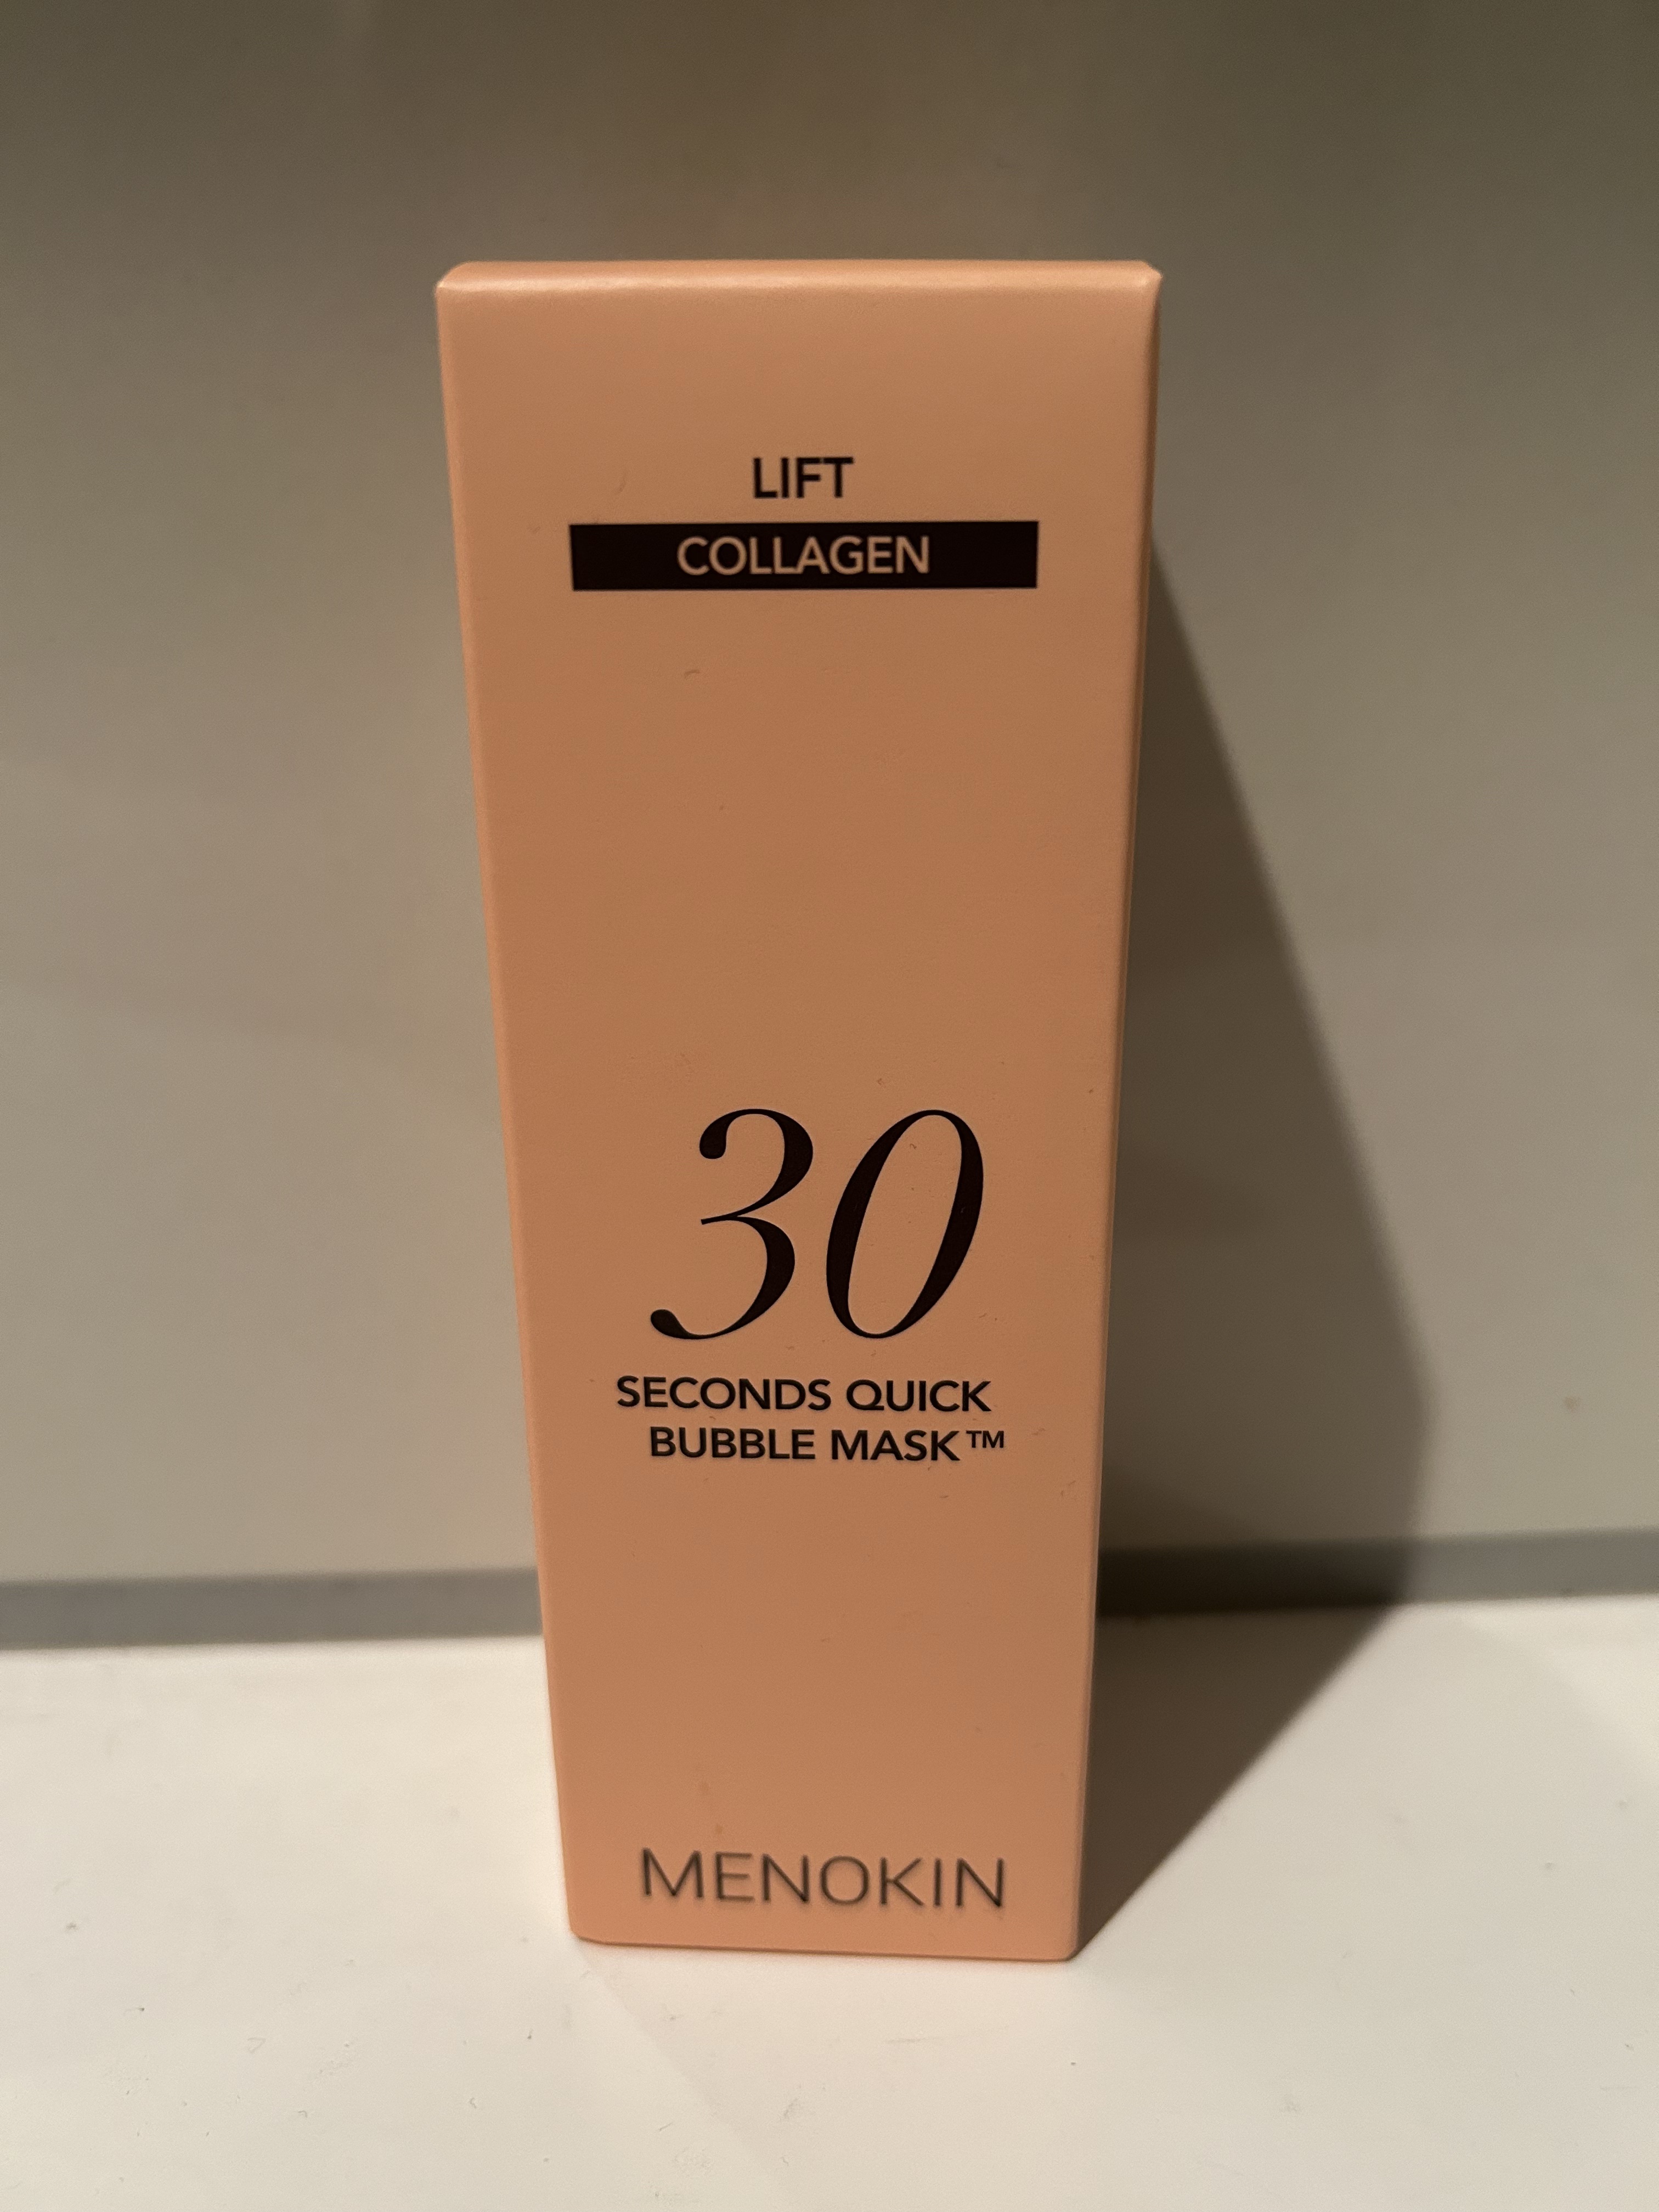 LIFT
COLLAGEN
30
SECONDS QUICK
BUBBLE MASK™
MENOKIN